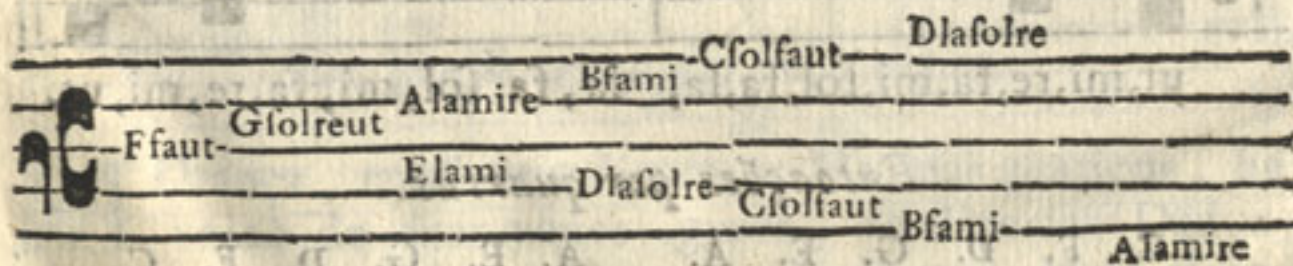 Dlaſolre
Cſolfaut
Bfami
Alamire
Gſolreut
Ffaut
Elami
Dlaſolre
Cſolfaut
Bfami
Alamire